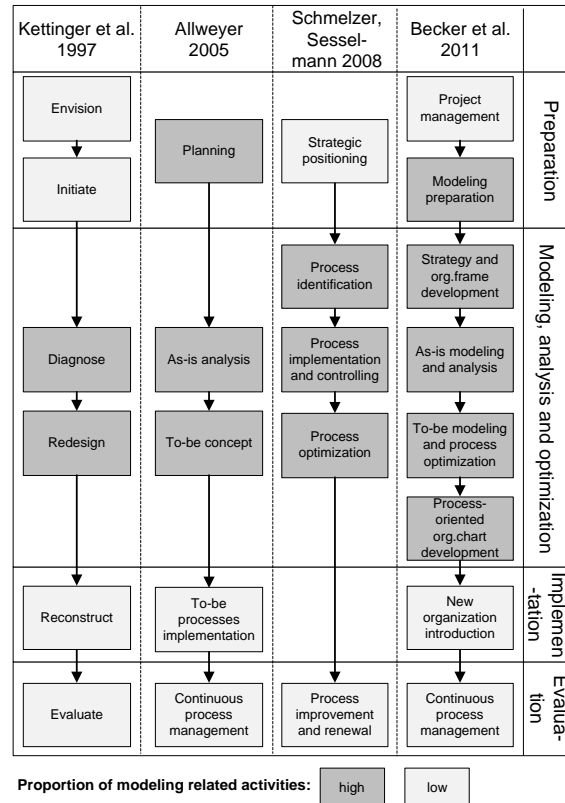 Kettinger et al.
1997
Allweyer
2005
Schmelzer,
Sessel-
mann 2008
Becker et al.
2011
Envision
Initiate
Planning
Strategic
positioning
Project
management
Modeling
preparation
Preparation
Process
identification
Strategy and
org.frame
development
Diagnose
As-is analysis
Process
implementation
and controlling
As-is modeling
and analysis
Redesign
To-be concept
Process
optimization
To-be modeling
and process
optimization
Process-
oriented
org.chart
development
Modeling, analysis and optimization
Reconstruct
To-be
processes
implementation
New
organization
introduction
Implemen
-tation
Evaluate
Continuous
process
management
Process
improvement
and renewal
Continuous
process
management
Evalua-
tion
Proportion of modeling related activities:
high
low